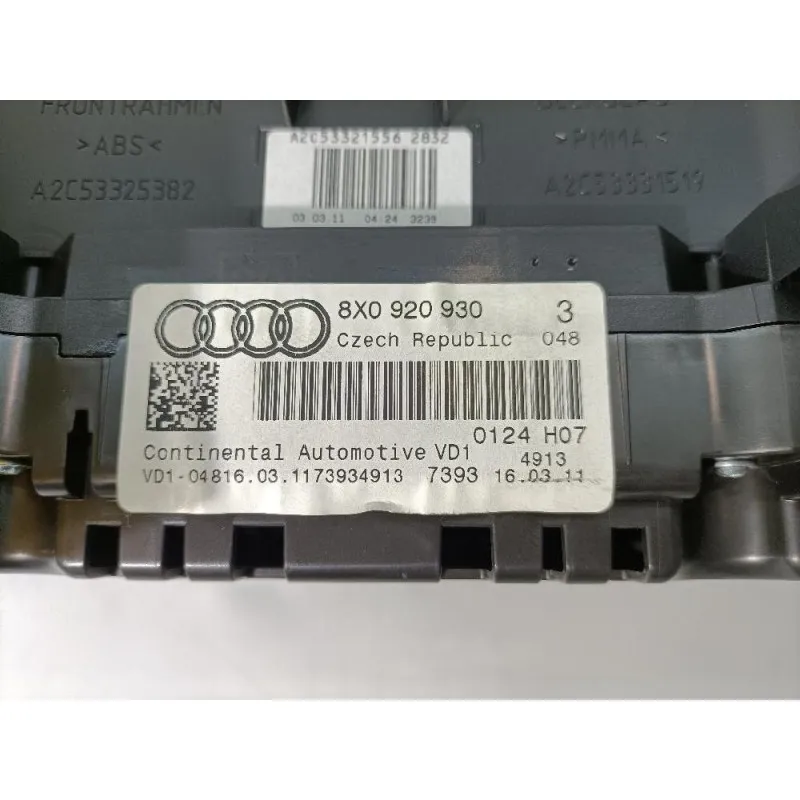 FRONTRAHMEN
>ABS<
A2C53325382
A2C53321556 2832
03.03.11 04:24 3239
>PMMA<
A2C53331519
8X0 920 930 3
Czech Republic 048
0124 H07
Continental Automotive VD1 4913
VD1-04816.03.1173934913 7393 16.03.11